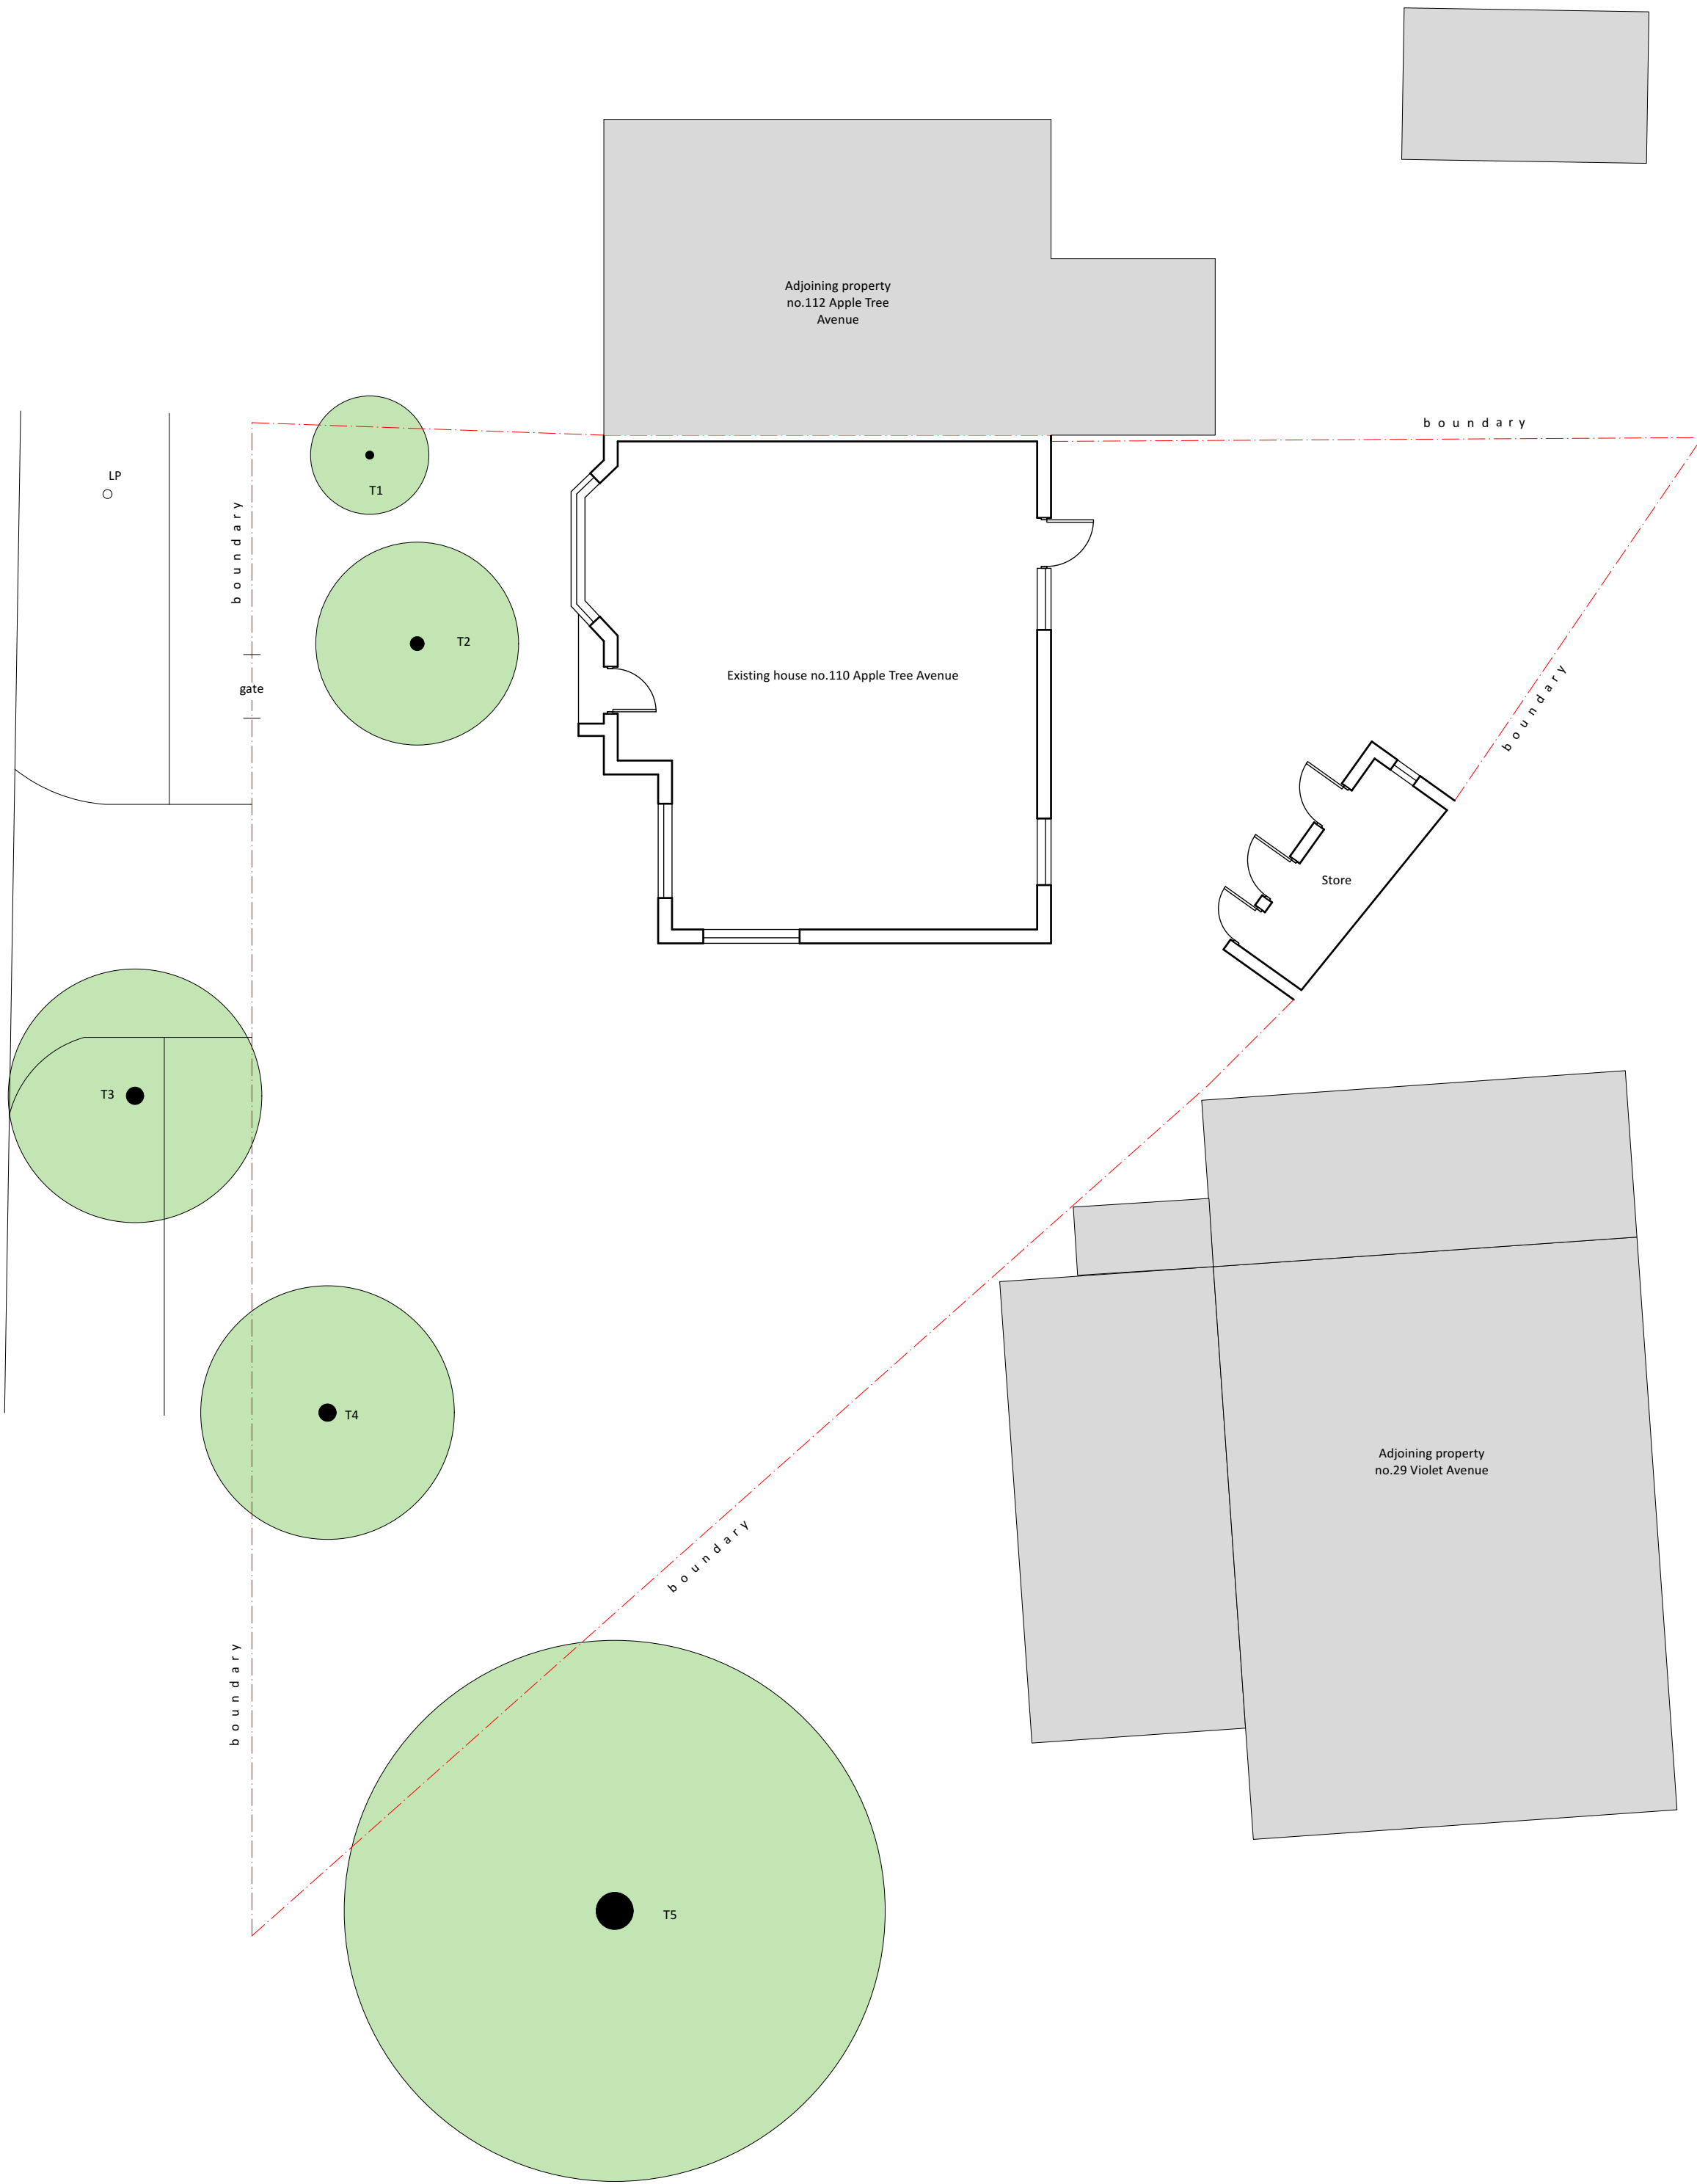 Adjoining property
no.112 Apple Tree
Avenue
boundary
LP
T1
boundary
T2
Existing house no.110 Apple Tree Avenue
gate
boundary
Store
T3
T4
Adjoining property
no.29 Violet Avenue
boundary
boundary
T5